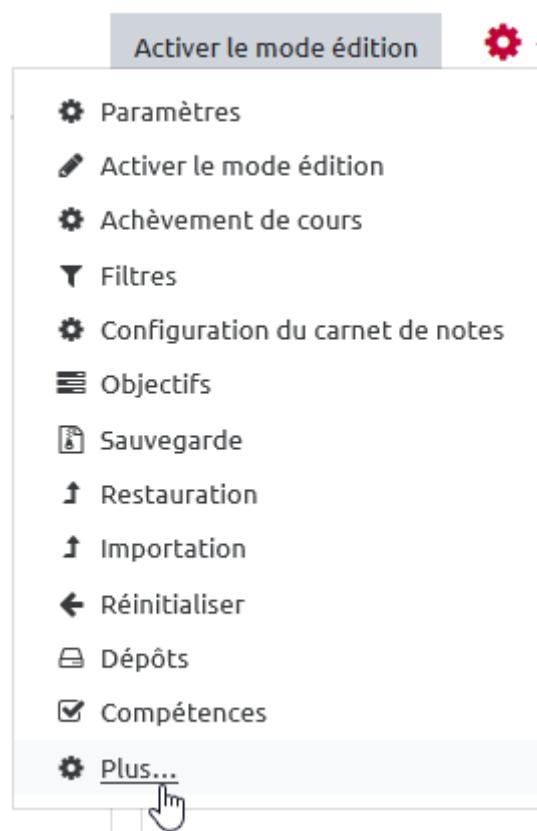 Activer le mode édition
Paramètres
Activer le mode édition
Achèvement de cours
Filtres
Configuration du carnet de notes
Objectifs
Sauvegarde
Restauration
Importation
Réinitialiser
Dépôts
Compétences
Plus...